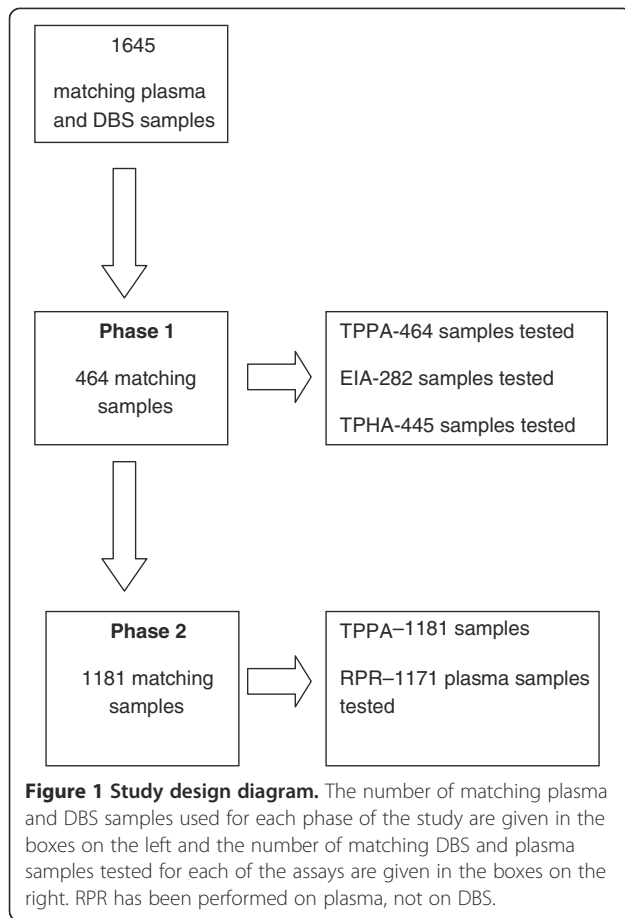 1645
matching plasma
and DBS samples
Phase 1
464 matching
samples
TPPA-464 samples tested
EIA-282 samples tested
TPHA-445 samples tested
Phase 2
1181 matching
samples
TPPA–1181 samples
RPR–1171 plasma samples
tested
Figure 1 Study design diagram. The number of matching plasma
and DBS samples used for each phase of the study are given in the
boxes on the left and the number of matching DBS and plasma
samples tested for each of the assays are given in the boxes on the
right. RPR has been performed on plasma, not on DBS.